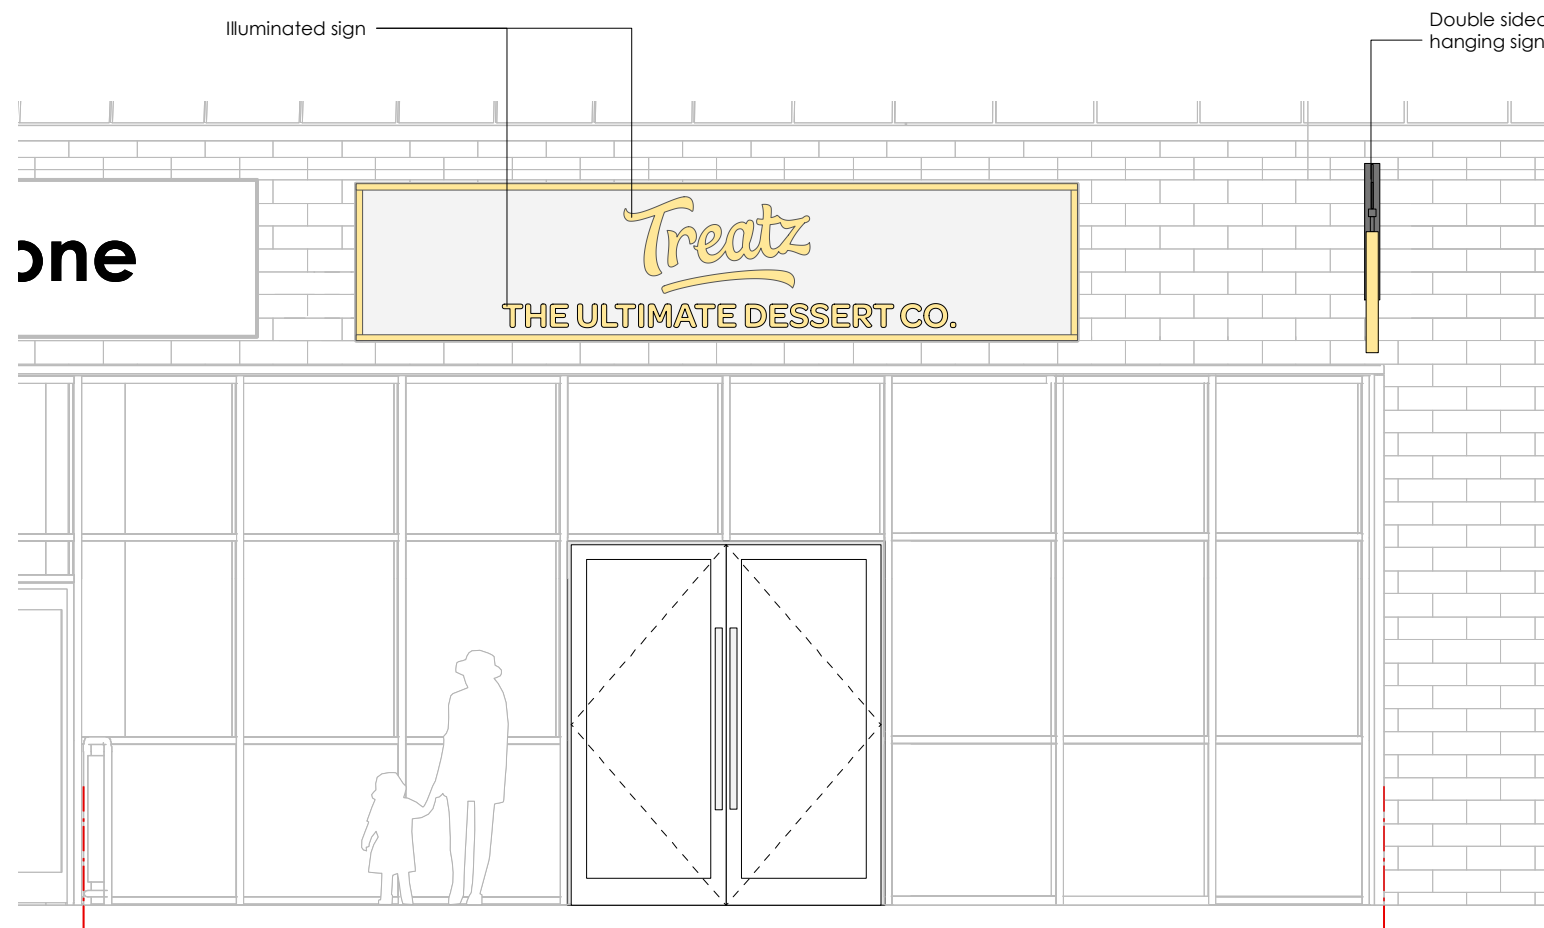 Illuminated sign
Double sided
hanging sign
one
Treatz
THE ULTIMATE DESSERT CO.